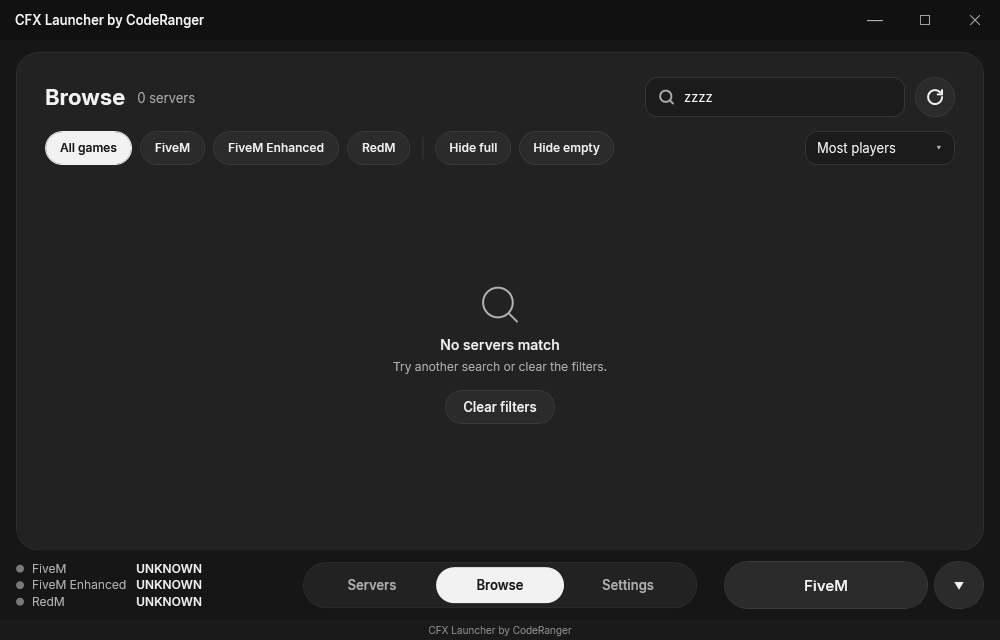 CFX Launcher by CodeRanger
Browse 0 servers
zzzz
All games FiveM FiveM Enhanced RedM Hide full Hide empty Most players
No servers match
Try another search or clear the filters.
Clear filters
FiveM UNKNOWN
FiveM Enhanced UNKNOWN
RedM UNKNOWN
Servers Browse Settings
FiveM
CFX Launcher by CodeRanger